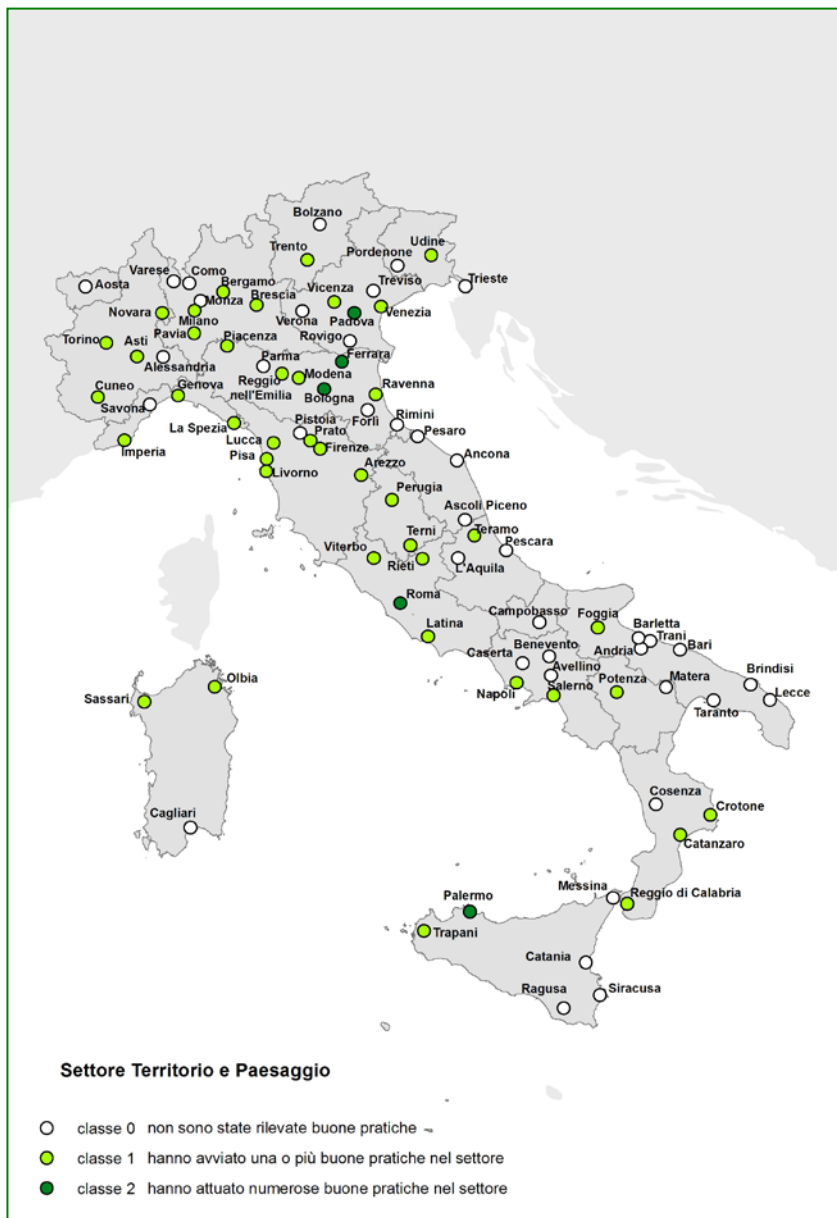 Bolzano
Trento
Udine
Pordenone
Trieste
Varese
Como
Aosta
Bergamo
Monza
Brescia
Vicenza
Treviso
Novara
Milano
Verona
Padova
Venezia
Torino
Asti
Pavia
Piacenza
Rovigo
Alessandria
Parma
Ferrara
Cuneo
Genova
Reggio
nell'Emilia
Modena
Bologna
Ravenna
Savona
Forlì
Rimini
La Spezia
Pistoia
Prato
Pesaro
Imperia
Lucca
Firenze
Pisa
Livorno
Arezzo
Ancona
Perugia
Ascoli Piceno
Terni
Teramo
Viterbo
Rieti
L'Aquila
Pescara
Roma
Latina
Campobasso
Foggia
Barletta
Trani
Andria
Bari
Benevento
Caserta
Avellino
Napoli
Salerno
Potenza
Matera
Brindisi
Lecce
Taranto
Sassari
Olbia
Cagliari
Cosenza
Crotone
Catanzaro
Messina
Reggio di Calabria
Palermo
Trapani
Catania
Ragusa
Siracusa
Settore Territorio e Paesaggio
classe 0 non sono state rilevate buone pratiche
classe 1 hanno avviato una o più buone pratiche nel settore
classe 2 hanno attuato numerose buone pratiche nel settore